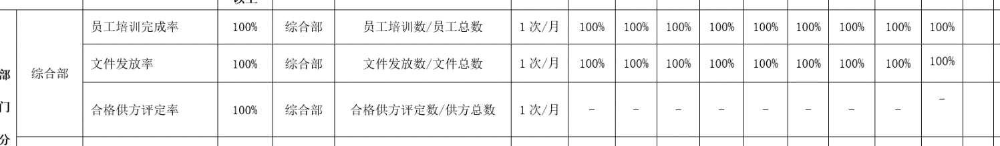 员工培训完成率 100% 综合部 员工培训数/员工总数 1 次/月 100% 100% 100% 100% 100% 100% 100% 100% 100%
文件发放率 100% 综合部 文件发放数/文件总数 1 次/月 100% 100% 100% 100% 100% 100% 100% 100% 100%
部
综合部
门
合格供方评定率 100% 综合部 合格供方评定数/供方总数 1 次/月 － － － － － － － － －
分